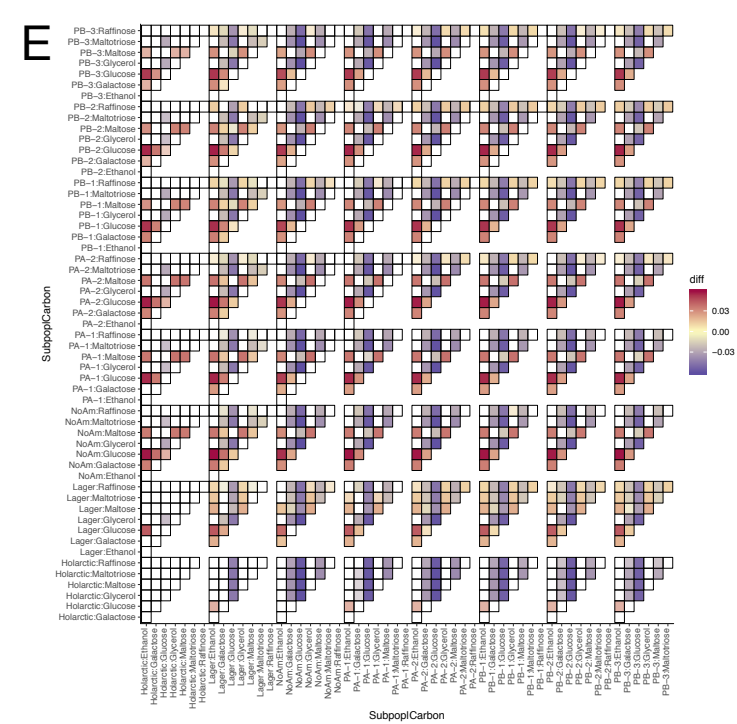 E
PB−3:Raffinose
PB−3:Maltotriose
PB−3:Maltose
PB−3:Glycerol
PB−3:Glucose
PB−3:Galactose
PB−3:Ethanol
PB−2:Raffinose
PB−2:Maltotriose
PB−2:Maltose
PB−2:Glycerol
PB−2:Glucose
PB−2:Galactose
PB−2:Ethanol
PB−1:Raffinose
PB−1:Maltotriose
PB−1:Maltose
PB−1:Glycerol
PB−1:Glucose
PB−1:Galactose
PB−1:Ethanol
PA−2:Raffinose
PA−2:Maltotriose
PA−2:Maltose
PA−2:Glycerol
PA−2:Glucose
PA−2:Galactose
PA−2:Ethanol
PA−1:Raffinose
PA−1:Maltotriose
PA−1:Maltose
PA−1:Glycerol
PA−1:Glucose
PA−1:Galactose
PA−1:Ethanol
NoAm:Raffinose
NoAm:Maltotriose
NoAm:Maltose
NoAm:Glycerol
NoAm:Glucose
NoAm:Galactose
NoAm:Ethanol
Lager:Raffinose
Lager:Maltotriose
Lager:Maltose
Lager:Glycerol
Lager:Glucose
Lager:Galactose
Lager:Ethanol
Holarctic:Raffinose
Holarctic:Maltotriose
Holarctic:Maltose
Holarctic:Glycerol
Holarctic:Glucose
Holarctic:Galactose
SubpoplCarbon
diff
0.03
0.00
−0.03
Holarctic:Ethanol
Holarctic:Galactose
Holarctic:Glucose
Holarctic:Glycerol
Holarctic:Maltose
Holarctic:Maltotriose
Holarctic:Raffinose
Lager:Ethanol
Lager:Galactose
Lager:Glucose
Lager:Glycerol
Lager:Maltose
Lager:Maltotriose
Lager:Raffinose
NoAm:Ethanol
NoAm:Galactose
NoAm:Glucose
NoAm:Glycerol
NoAm:Maltose
NoAm:Maltotriose
NoAm:Raffinose
PA−1:Ethanol
PA−1:Galactose
PA−1:Glucose
PA−1:Glycerol
PA−1:Maltose
PA−1:Maltotriose
PA−1:Raffinose
PA−2:Ethanol
PA−2:Galactose
PA−2:Glucose
PA−2:Glycerol
PA−2:Maltose
PA−2:Maltotriose
PA−2:Raffinose
PB−1:Ethanol
PB−1:Galactose
PB−1:Glucose
PB−1:Glycerol
PB−1:Maltose
PB−1:Maltotriose
PB−1:Raffinose
PB−2:Ethanol
PB−2:Galactose
PB−2:Glucose
PB−2:Glycerol
PB−2:Maltose
PB−2:Maltotriose
PB−2:Raffinose
PB−3:Ethanol
PB−3:Galactose
PB−3:Glucose
PB−3:Glycerol
PB−3:Maltose
PB−3:Maltotriose
SubpoplCarbon